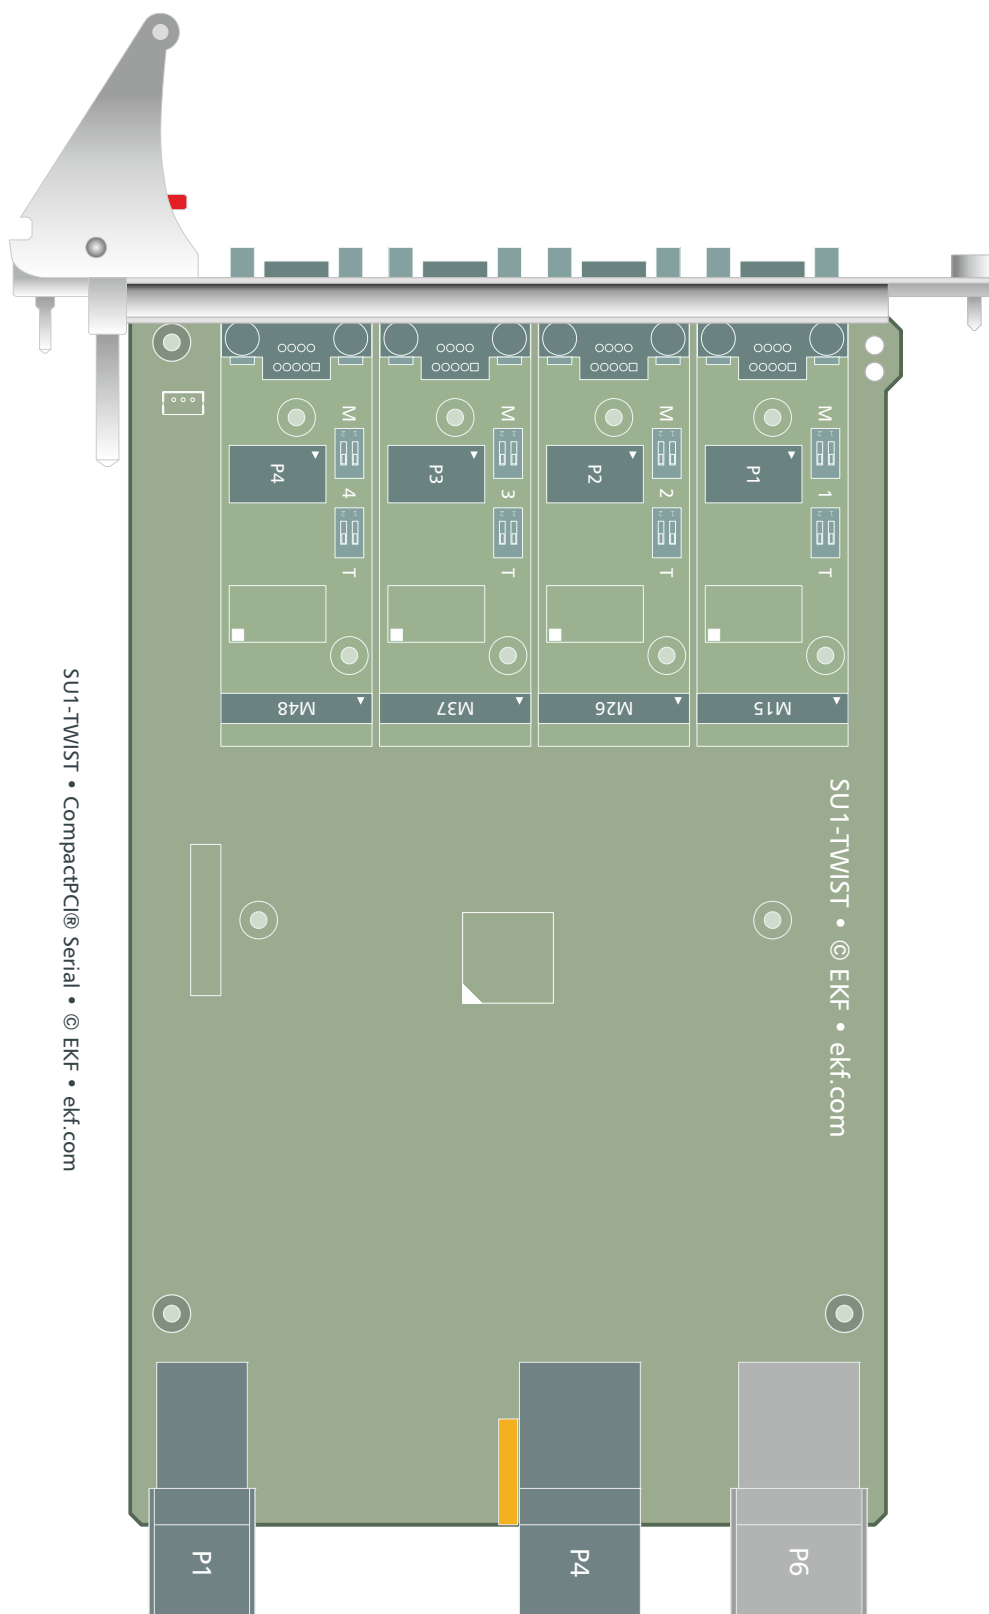 M
M
M
M
P4
P3
P2
P1
4
3
2
1
T
T
T
T
M48
M37
M26
M15
SU1-TWIST • CompactPCI® Serial • © EKF • ekf.com
SU1-TWIST • © EKF • ekf.com
P1
P4
P6